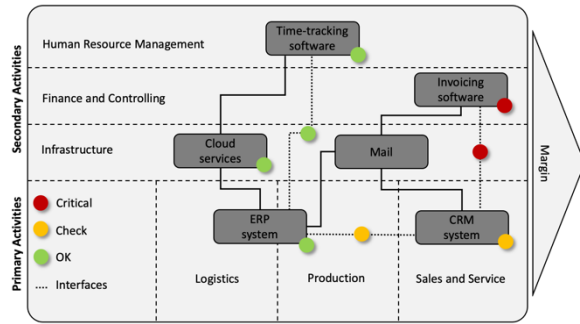 Secondary Activities
Primary Activities
Human Resource Management
Time-tracking
software
Finance and Controlling
Invoicing
software
Infrastructure
Cloud
services
Mail
Critical
Check
OK
Interfaces
ERP
system
CRM
system
Logistics
Production
Sales and Service
Margin